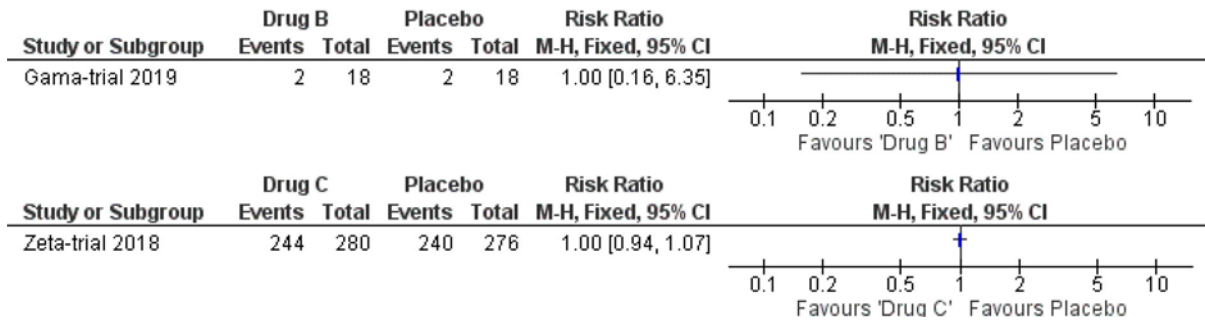 Drug B Placebo Risk Ratio Risk Ratio
Study or Subgroup Events Total Events Total M-H, Fixed, 95% CI M-H, Fixed, 95% CI
Gama-trial 2019 2 18 2 18 1.00 [0.16, 6.35]
0.1 0.2 0.5 1 2 5 10
Favours 'Drug B' Favours Placebo
Drug C Placebo Risk Ratio Risk Ratio
Study or Subgroup Events Total Events Total M-H, Fixed, 95% CI M-H, Fixed, 95% CI
Zeta-trial 2018 244 280 240 276 1.00 [0.94, 1.07]
0.1 0.2 0.5 1 2 5 10
Favours 'Drug C' Favours Placebo